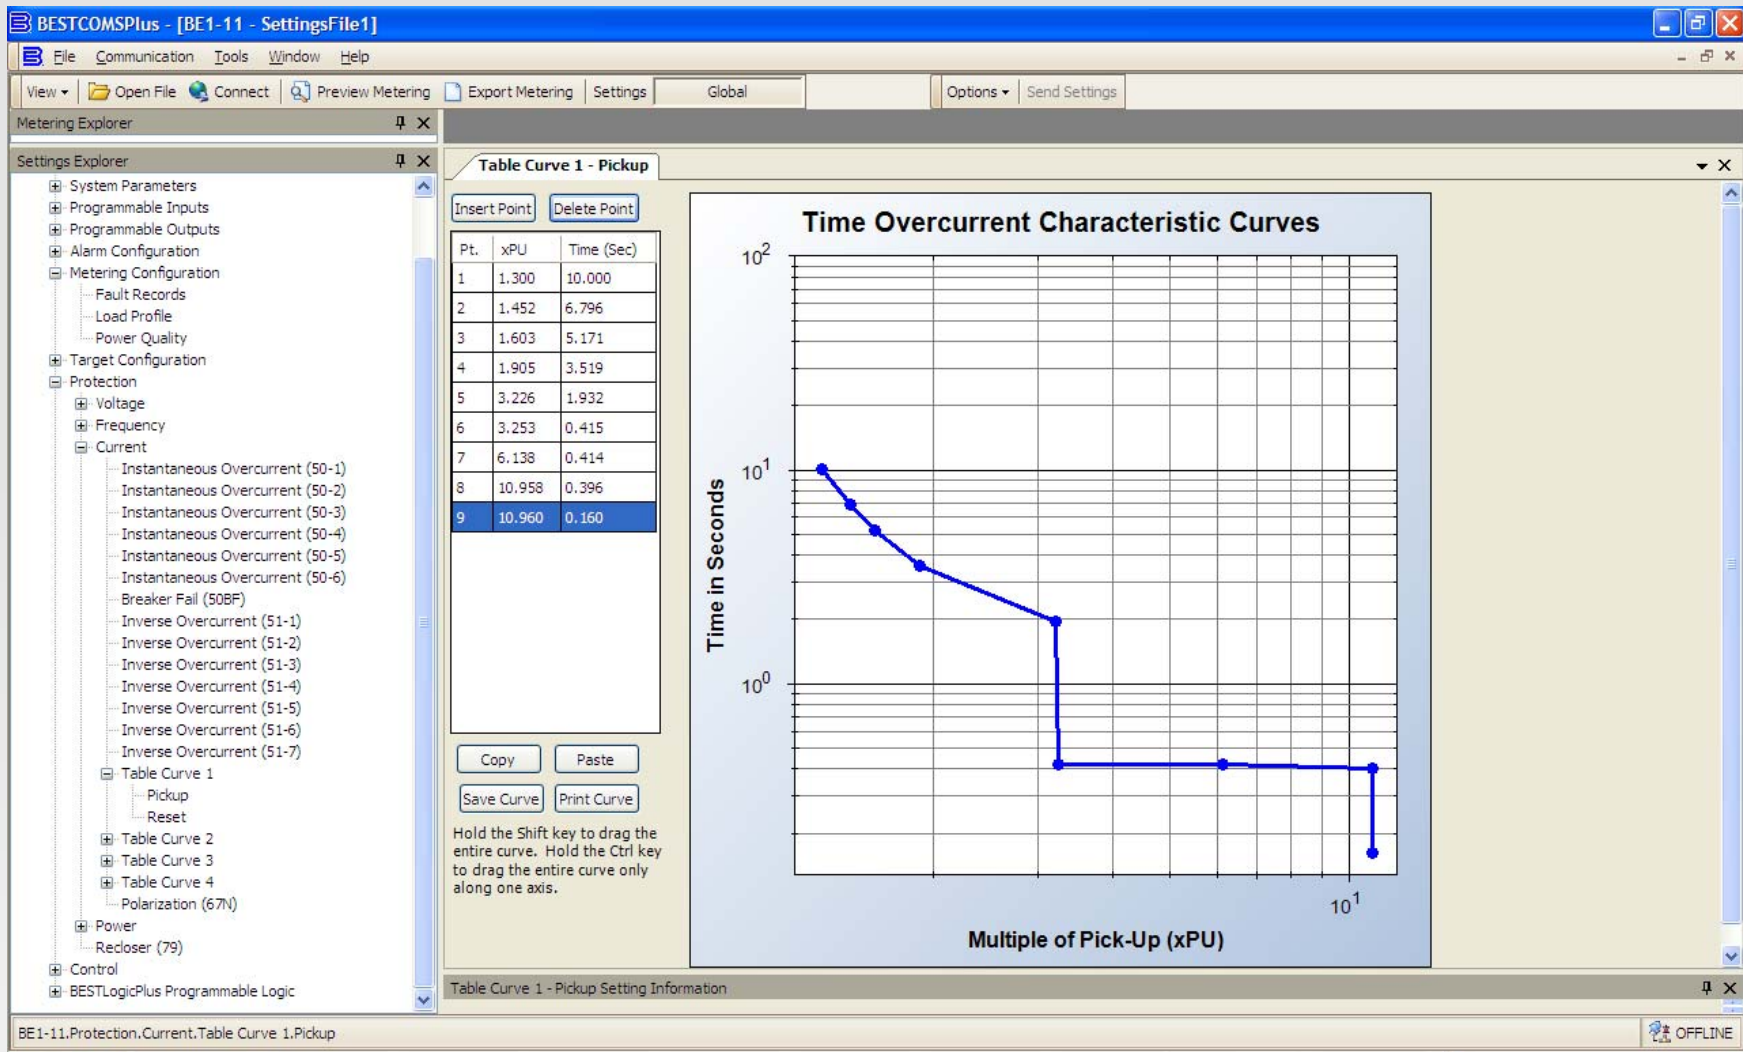 BESTCOMSPlus - [BE1-11 - SettingsFile1]
File Communication Tools Window Help
View Open File Connect Preview Metering Export Metering Settings Global Options Send Settings
Metering Explorer
Settings Explorer
System Parameters
Programmable Inputs
Programmable Outputs
Alarm Configuration
Metering Configuration
Fault Records
Load Profile
Power Quality
Target Configuration
Protection
Voltage
Frequency
Current
Instantaneous Overcurrent (50-1)
Instantaneous Overcurrent (50-2)
Instantaneous Overcurrent (50-3)
Instantaneous Overcurrent (50-4)
Instantaneous Overcurrent (50-5)
Instantaneous Overcurrent (50-6)
Breaker Fail (50BF)
Inverse Overcurrent (51-1)
Inverse Overcurrent (51-2)
Inverse Overcurrent (51-3)
Inverse Overcurrent (51-4)
Inverse Overcurrent (51-5)
Inverse Overcurrent (51-6)
Inverse Overcurrent (51-7)
Table Curve 1
Pickup
Reset
Table Curve 2
Table Curve 3
Table Curve 4
Polarization (67N)
Power
Recloser (79)
Control
BESTLogicPlus Programmable Logic
Table Curve 1 - Pickup
Insert Point Delete Point
Pt. xPU Time (Sec)
1 1.300 10.000
2 1.452 6.796
3 1.603 5.171
4 1.905 3.519
5 3.226 1.932
6 3.253 0.415
7 6.138 0.414
8 10.958 0.396
9 10.960 0.160
Copy Paste
Save Curve Print Curve
Hold the Shift key to drag the
entire curve. Hold the Ctrl key
to drag the entire curve only
along one axis.
Time Overcurrent Characteristic Curves
10²
10¹
10⁰
Time in Seconds
10¹
Multiple of Pick-Up (xPU)
Table Curve 1 - Pickup Setting Information
BE1-11.Protection.Current.Table Curve 1.Pickup
OFFLINE